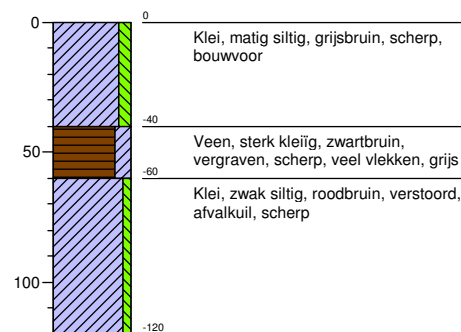 0
0
Klei, matig siltig, grijsbruin, scherp,
bouwvoor
-40
Veen, sterk kleiïg, zwartbruin,
50
vergraven, scherp, veel vlekken, grijs
-60
Klei, zwak siltig, roodbruin, verstoord,
afvalkuil, scherp
100
-120